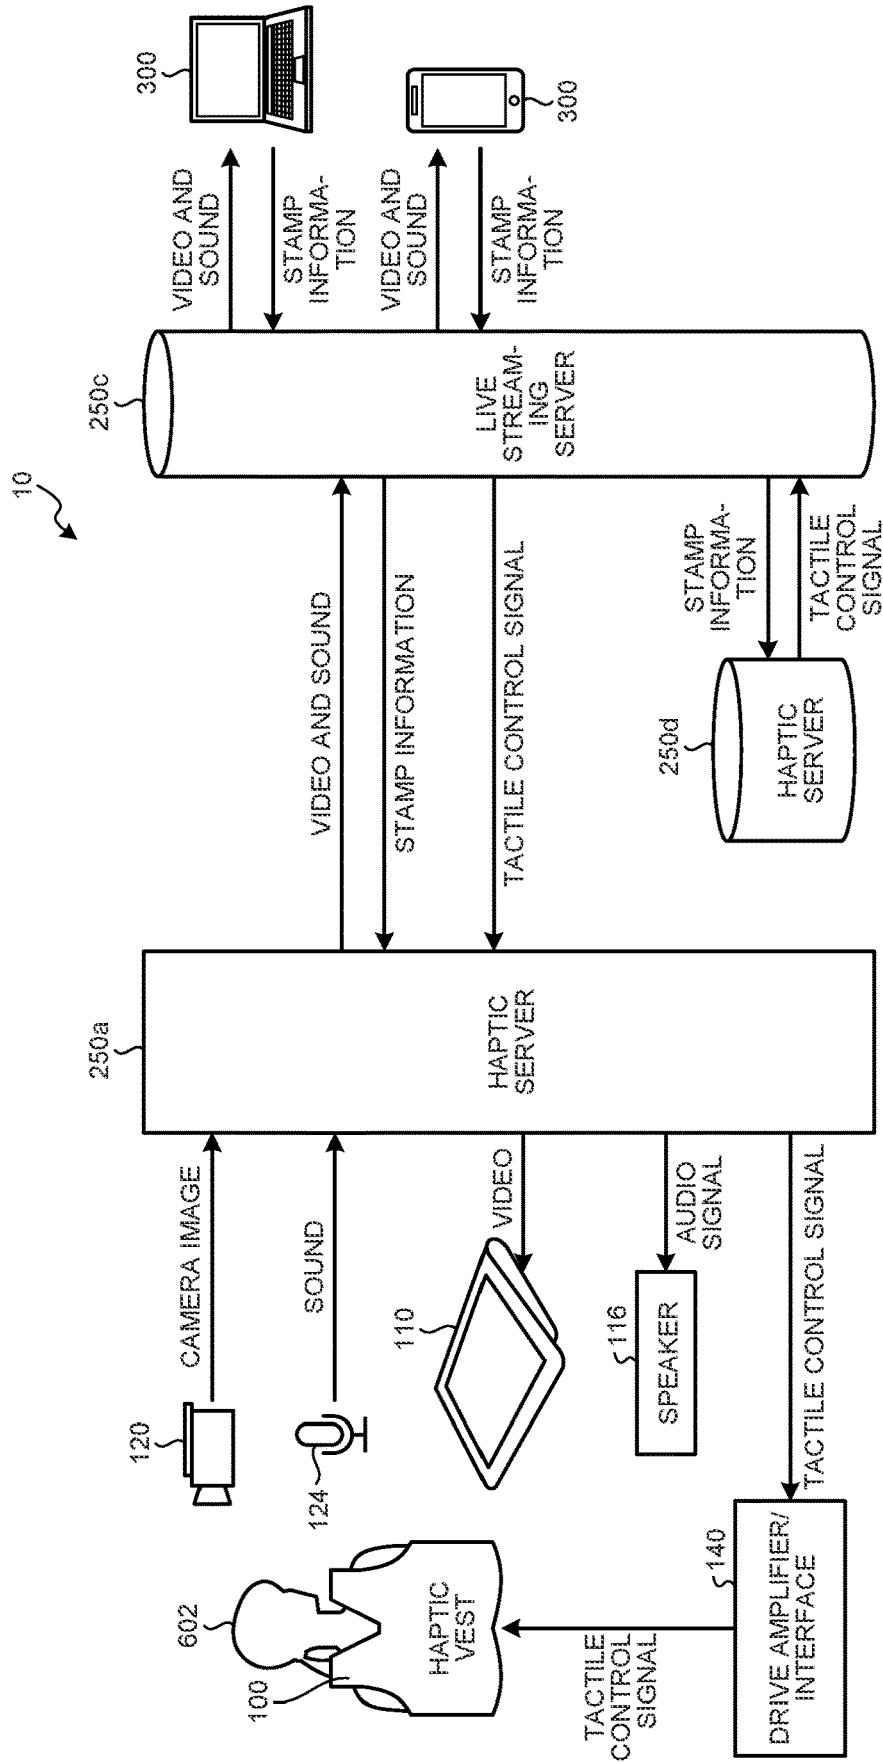 10
602
120
CAMERA IMAGE
250a
250c
VIDEO AND
SOUND
300
100
HAPTIC
VEST
124
SOUND
VIDEO AND SOUND
STAMP
INFORMA-
TION
STAMP INFORMATION
110
VIDEO
HAPTIC
SERVER
TACTILE CONTROL SIGNAL
LIVE
STREAM-
ING
SERVER
VIDEO AND
SOUND
300
STAMP
INFORMA-
TION
TACTILE
CONTROL
SIGNAL
116
SPEAKER
AUDIO
SIGNAL
250d
HAPTIC
SERVER
STAMP
INFORMA-
TION
TACTILE
CONTROL
SIGNAL
140
DRIVE AMPLIFIER/
INTERFACE
TACTILE CONTROL SIGNAL